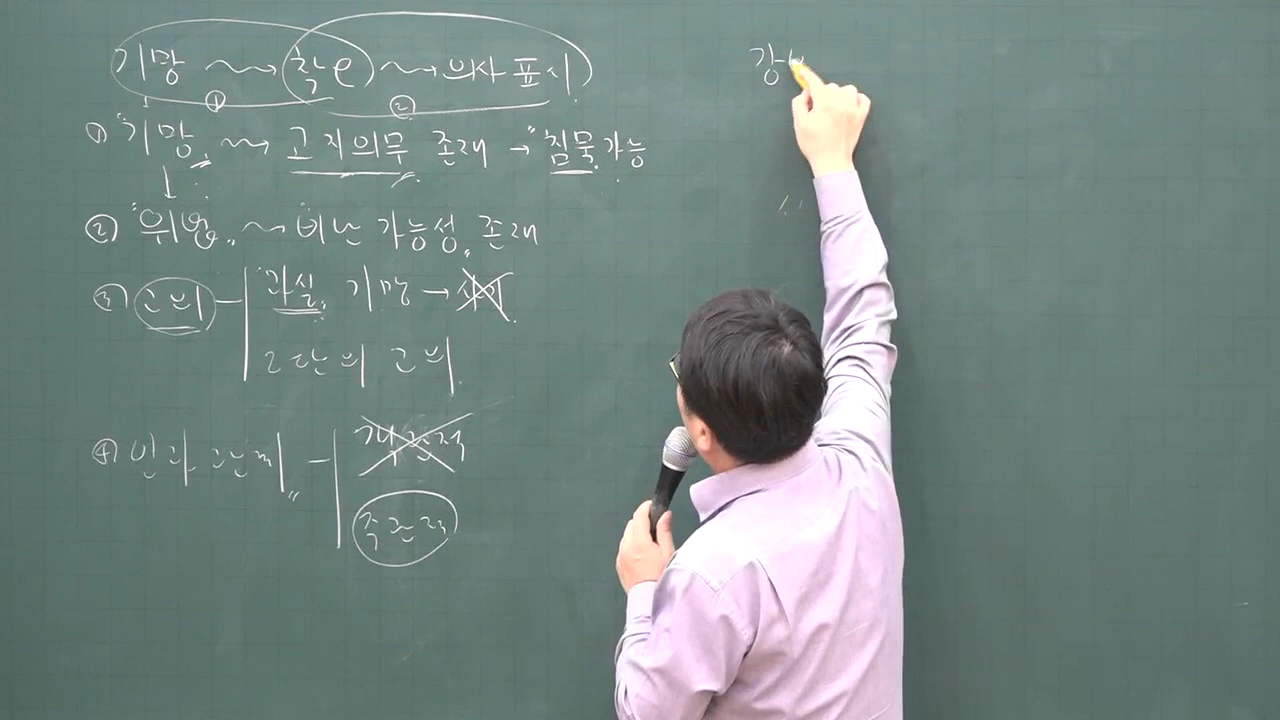 기망 → 착오 → 의사표시
① ②
① "기망" → 고지의무 존재 → "침묵" 가능
↓
② "위법" → 비난 가능성 존재
③ 고의 - 과실 기망 → 사기
2단의 고의
④ 인과관계 - 객관적
주관적
강